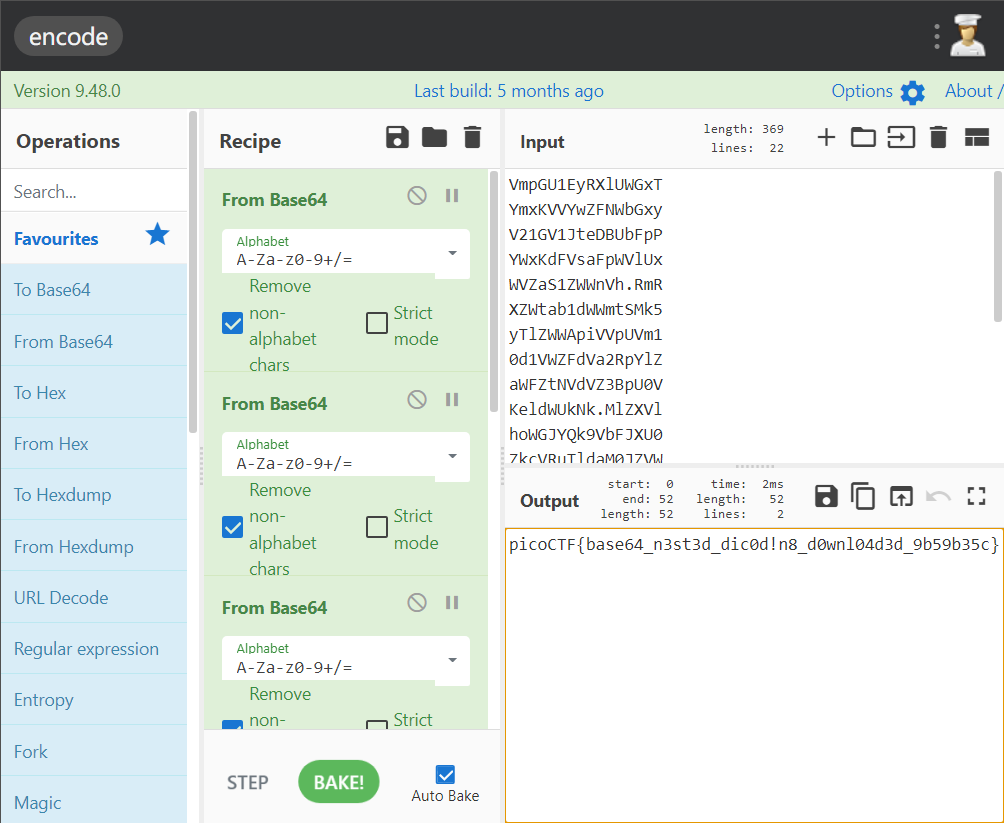 encode
Version 9.48.0
Last build: 5 months ago
Options
About /
Operations
Search...
Favourites
To Base64
From Base64
To Hex
From Hex
To Hexdump
From Hexdump
URL Decode
Regular expression
Entropy
Fork
Magic
Recipe
From Base64
Alphabet
A-Za-z0-9+/=
Remove
non-
alphabet
chars
Strict
mode
From Base64
Alphabet
A-Za-z0-9+/=
Remove
non-
alphabet
chars
Strict
mode
From Base64
Alphabet
A-Za-z0-9+/=
Remove
non-
Strict
STEP
BAKE!
Auto Bake
Input
length: 369
lines: 22
VmpGU1EyRXlUWGxT
YmxKVVYwZFNWbGxy
V21GV1JteDBUbFpP
YWxKdFVsaFpWVlUx
WVZaS1ZWWnVh.RmR
XZWtab1dWWmtSMk5
yTlZWWApiVVpUVm1
0d1VWZFdVa2RpYlZ
aWFZtNVdVZ3BpU0V
KeldWUkNk.MlZXVl
hoWGJYQk9VbFJXU0
ZkcVRuTldaM0JZVW
Output
start: 0
end: 52
length: 52
time: 2ms
length: 52
lines: 2
picoCTF{base64_n3st3d_dic0d!n8_d0wnl04d3d_9b59b35c}